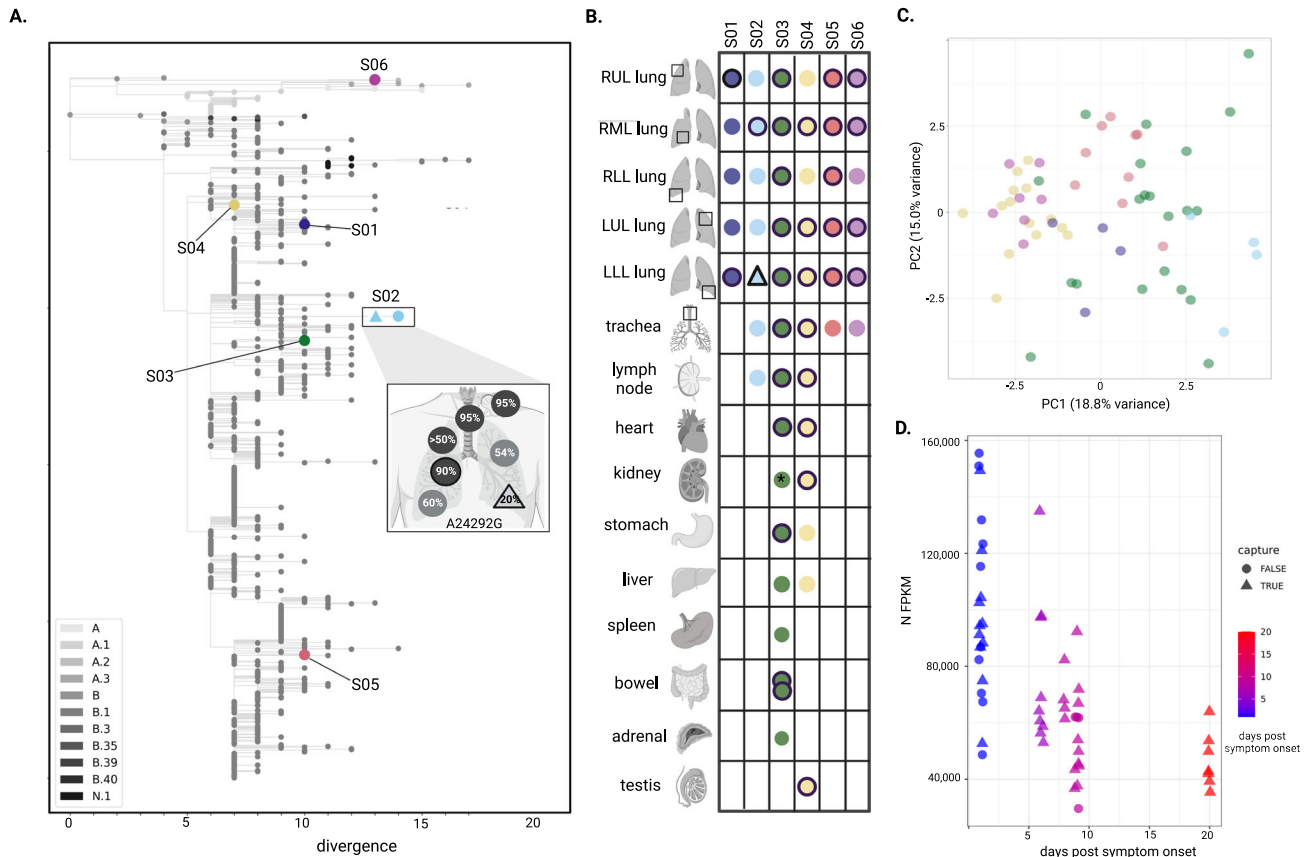 A.
S06
S04
S01
S02
S03
S05
95%
95%
>50%
54%
90%
60%
20%
A24292G
A
A.1
A.2
A.3
B
B.1
B.3
B.35
B.39
B.40
N.1
0
10
20
divergence
B.
S01
S02
S03
S04
S05
S06
RUL lung
RML lung
RLL lung
LUL lung
LLL lung
trachea
lymph
node
heart
kidney
*
stomach
liver
spleen
bowel
adrenal
testis
C.
2.5
0
-2.5
PC2 (15.0% variance)
-2.5
0
2.5
PC1 (18.8% variance)
D.
160,000
120,000
80,000
40,000
N FPKM
5
10
15
20
days post symptom onset
capture
FALSE
TRUE
20
15
10
5
days post
symptom onset